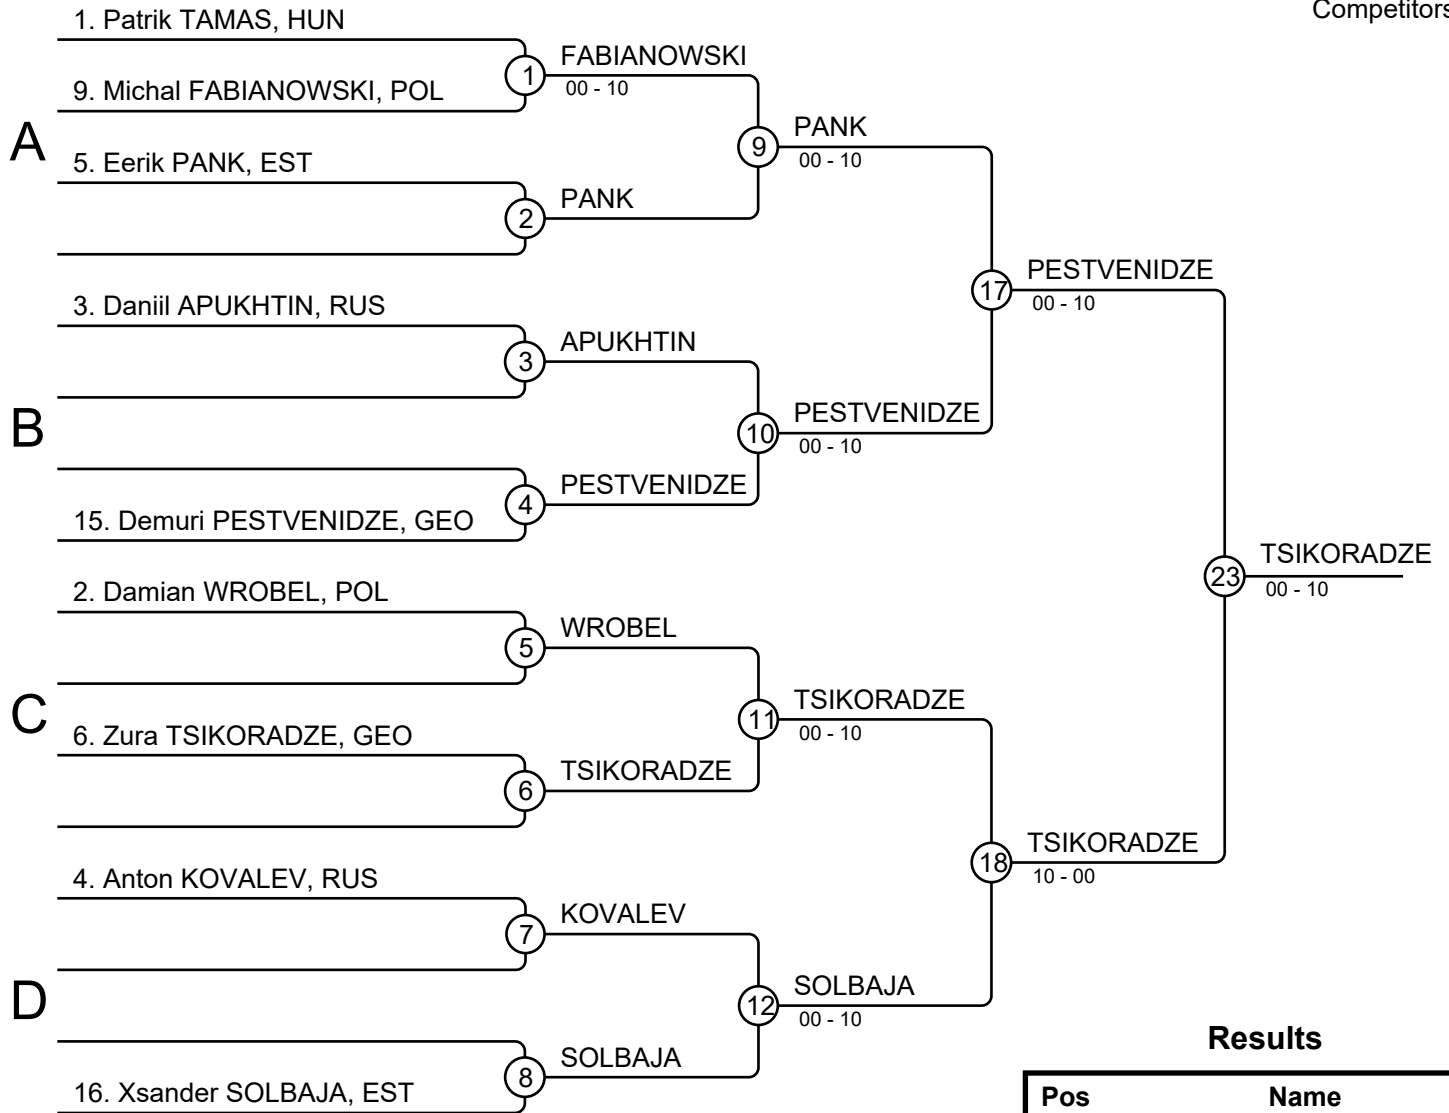 Competitors
1. Patrik TAMAS, HUN
FABIANOWSKI
1
00 - 10
9. Michal FABIANOWSKI, POL
A
PANK
9
00 - 10
5. Eerik PANK, EST
PANK
2
PESTVENIDZE
17
00 - 10
3. Daniil APUKHTIN, RUS
APUKHTIN
3
B
PESTVENIDZE
10
00 - 10
PESTVENIDZE
4
15. Demuri PESTVENIDZE, GEO
TSIKORADZE
23
00 - 10
2. Damian WROBEL, POL
WROBEL
5
C
TSIKORADZE
11
00 - 10
6. Zura TSIKORADZE, GEO
TSIKORADZE
6
TSIKORADZE
18
10 - 00
4. Anton KOVALEV, RUS
KOVALEV
7
D
SOLBAJA
12
00 - 10
SOLBAJA
8
16. Xsander SOLBAJA, EST
Results
Pos Name